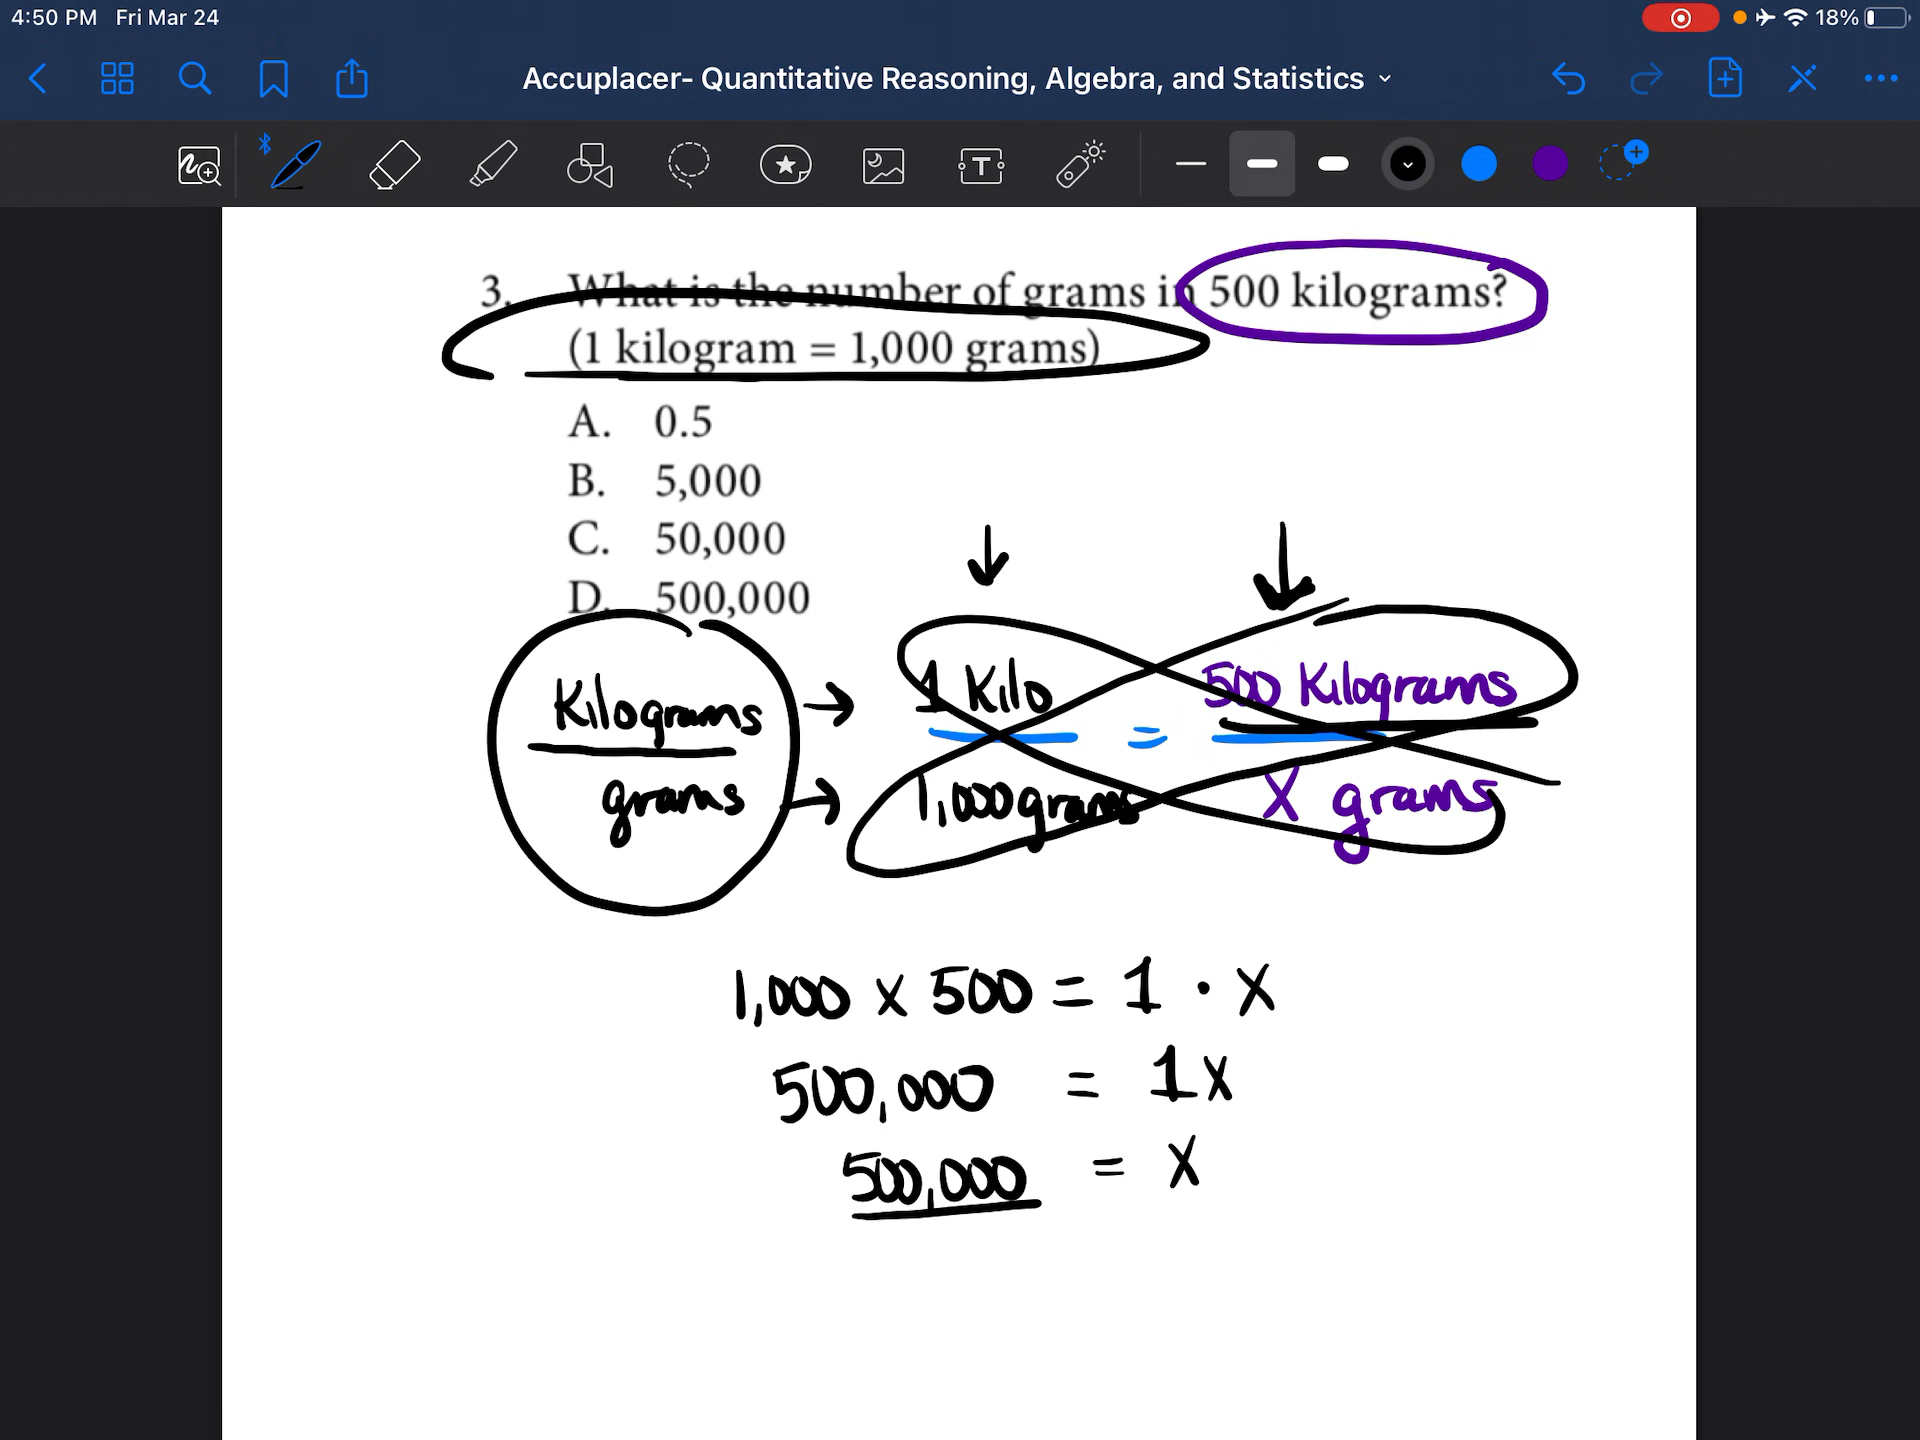 4:50 PM Fri Mar 24
18%
Accuplacer- Quantitative Reasoning, Algebra, and Statistics
T
3. What is the number of grams in 500 kilograms?
(1 kilogram = 1,000 grams)
A. 0.5
B. 5,000
C. 50,000
D. 500,000
Kilograms
grams
1 Kilo = 500 Kilograms
1,000 grams X grams
1,000 x 500 = 1 · X
500,000 = 1X
500,000 = X